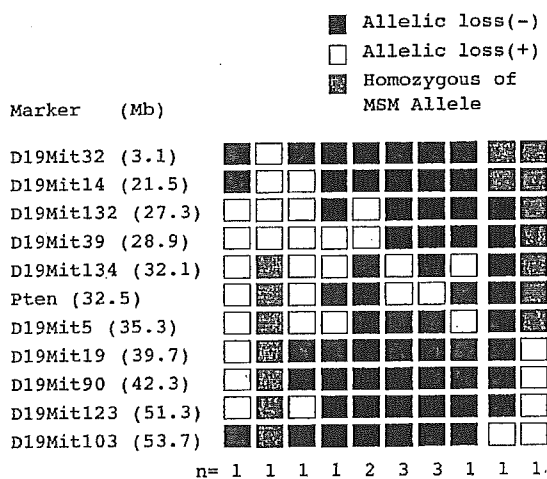 Allelic loss(-)
Allelic loss(+)
Homozygous of
MSM Allele
Marker (Mb)
D19Mit32 (3.1)
D19Mit14 (21.5)
D19Mit132 (27.3)
D19Mit39 (28.9)
D19Mit134 (32.1)
Pten (32.5)
D19Mit5 (35.3)
D19Mit19 (39.7)
D19Mit90 (42.3)
D19Mit123 (51.3)
D19Mit103 (53.7)
n= 1 1 1 1 2 3 3 1 1 1.